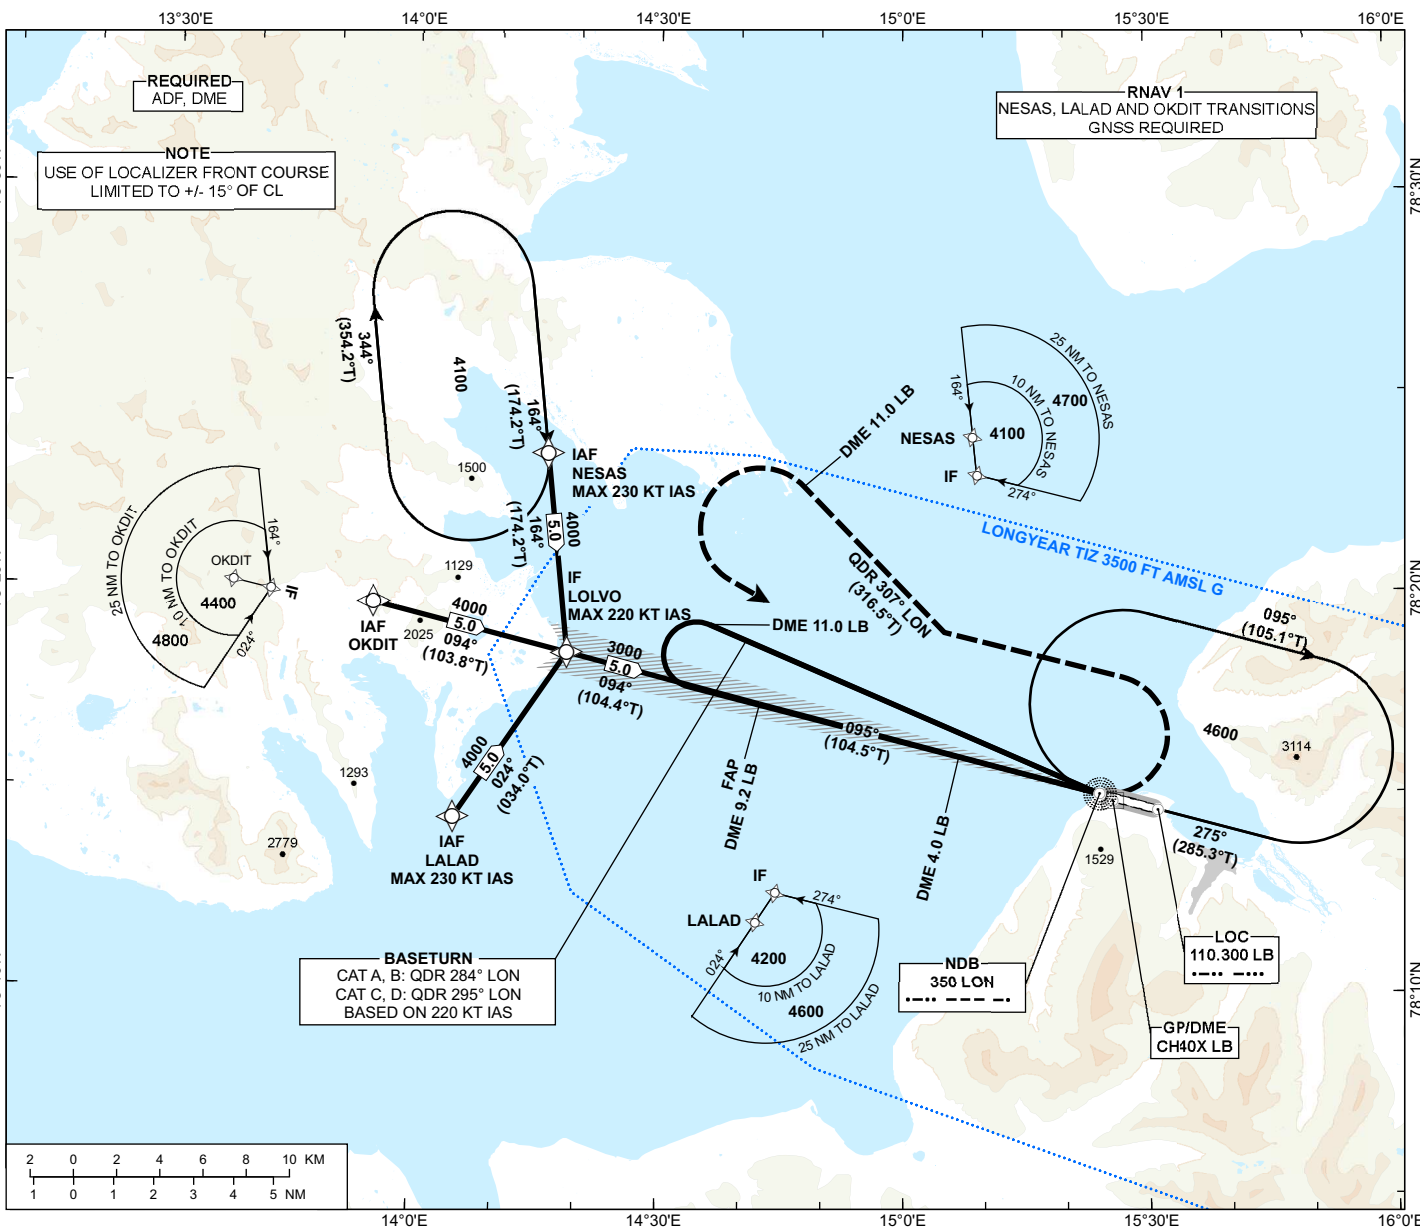 13°30'E
14°0'E
14°30'E
15°0'E
15°30'E
16°0'E
REQUIRED
ADF, DME
NOTE
USE OF LOCALIZER FRONT COURSE
LIMITED TO +/- 15° OF CL
RNAV 1
NESAS, LALAD AND OKDIT TRANSITIONS
GNSS REQUIRED
78°30'N
344°
(354.2°T)
4100
164°
(174.2°T)
1500
IAF
NESAS
MAX 230 KT IAS
164°
(174.2°T)
4000
5.0
IF
LOLVO
MAX 220 KT IAS
25 NM TO NESAS
10 NM TO NESAS
164°
4700
4100
NESAS
IF
274°
DME 11.0 LB
LONGYEAR TIZ 3500 FT AMSL G
QDR 307° LON
(316.5°T)
25 NM TO OKDIT
10 NM TO OKDIT
OKDIT
164°
IF
4400
4800
024°
1129
4000
5.0
094°
(103.8°T)
2025
IAF
OKDIT
3000
5.0
094°
(104.4°T)
DME 11.0 LB
095°
(105.1°T)
78°20'N
4600
3114
095°
(104.5°T)
FAP
DME 9.2 LB
DME 4.0 LB
4000
5.0
024°
(034.0°T)
1293
2779
IAF
LALAD
MAX 230 KT IAS
275°
(285.3°T)
1529
IF
274°
LALAD
024°
4200
10 NM TO LALAD
4600
25 NM TO LALAD
BASETURN
CAT A, B: QDR 284° LON
CAT C, D: QDR 295° LON
BASED ON 220 KT IAS
NDB
350 LON
LOC
110.300 LB
GP/DME
CH40X LB
78°10'N
2 0 2 4 6 8 10 KM
1 0 1 2 3 4 5 NM
14°0'E
14°30'E
15°0'E
15°30'E
16°0'E